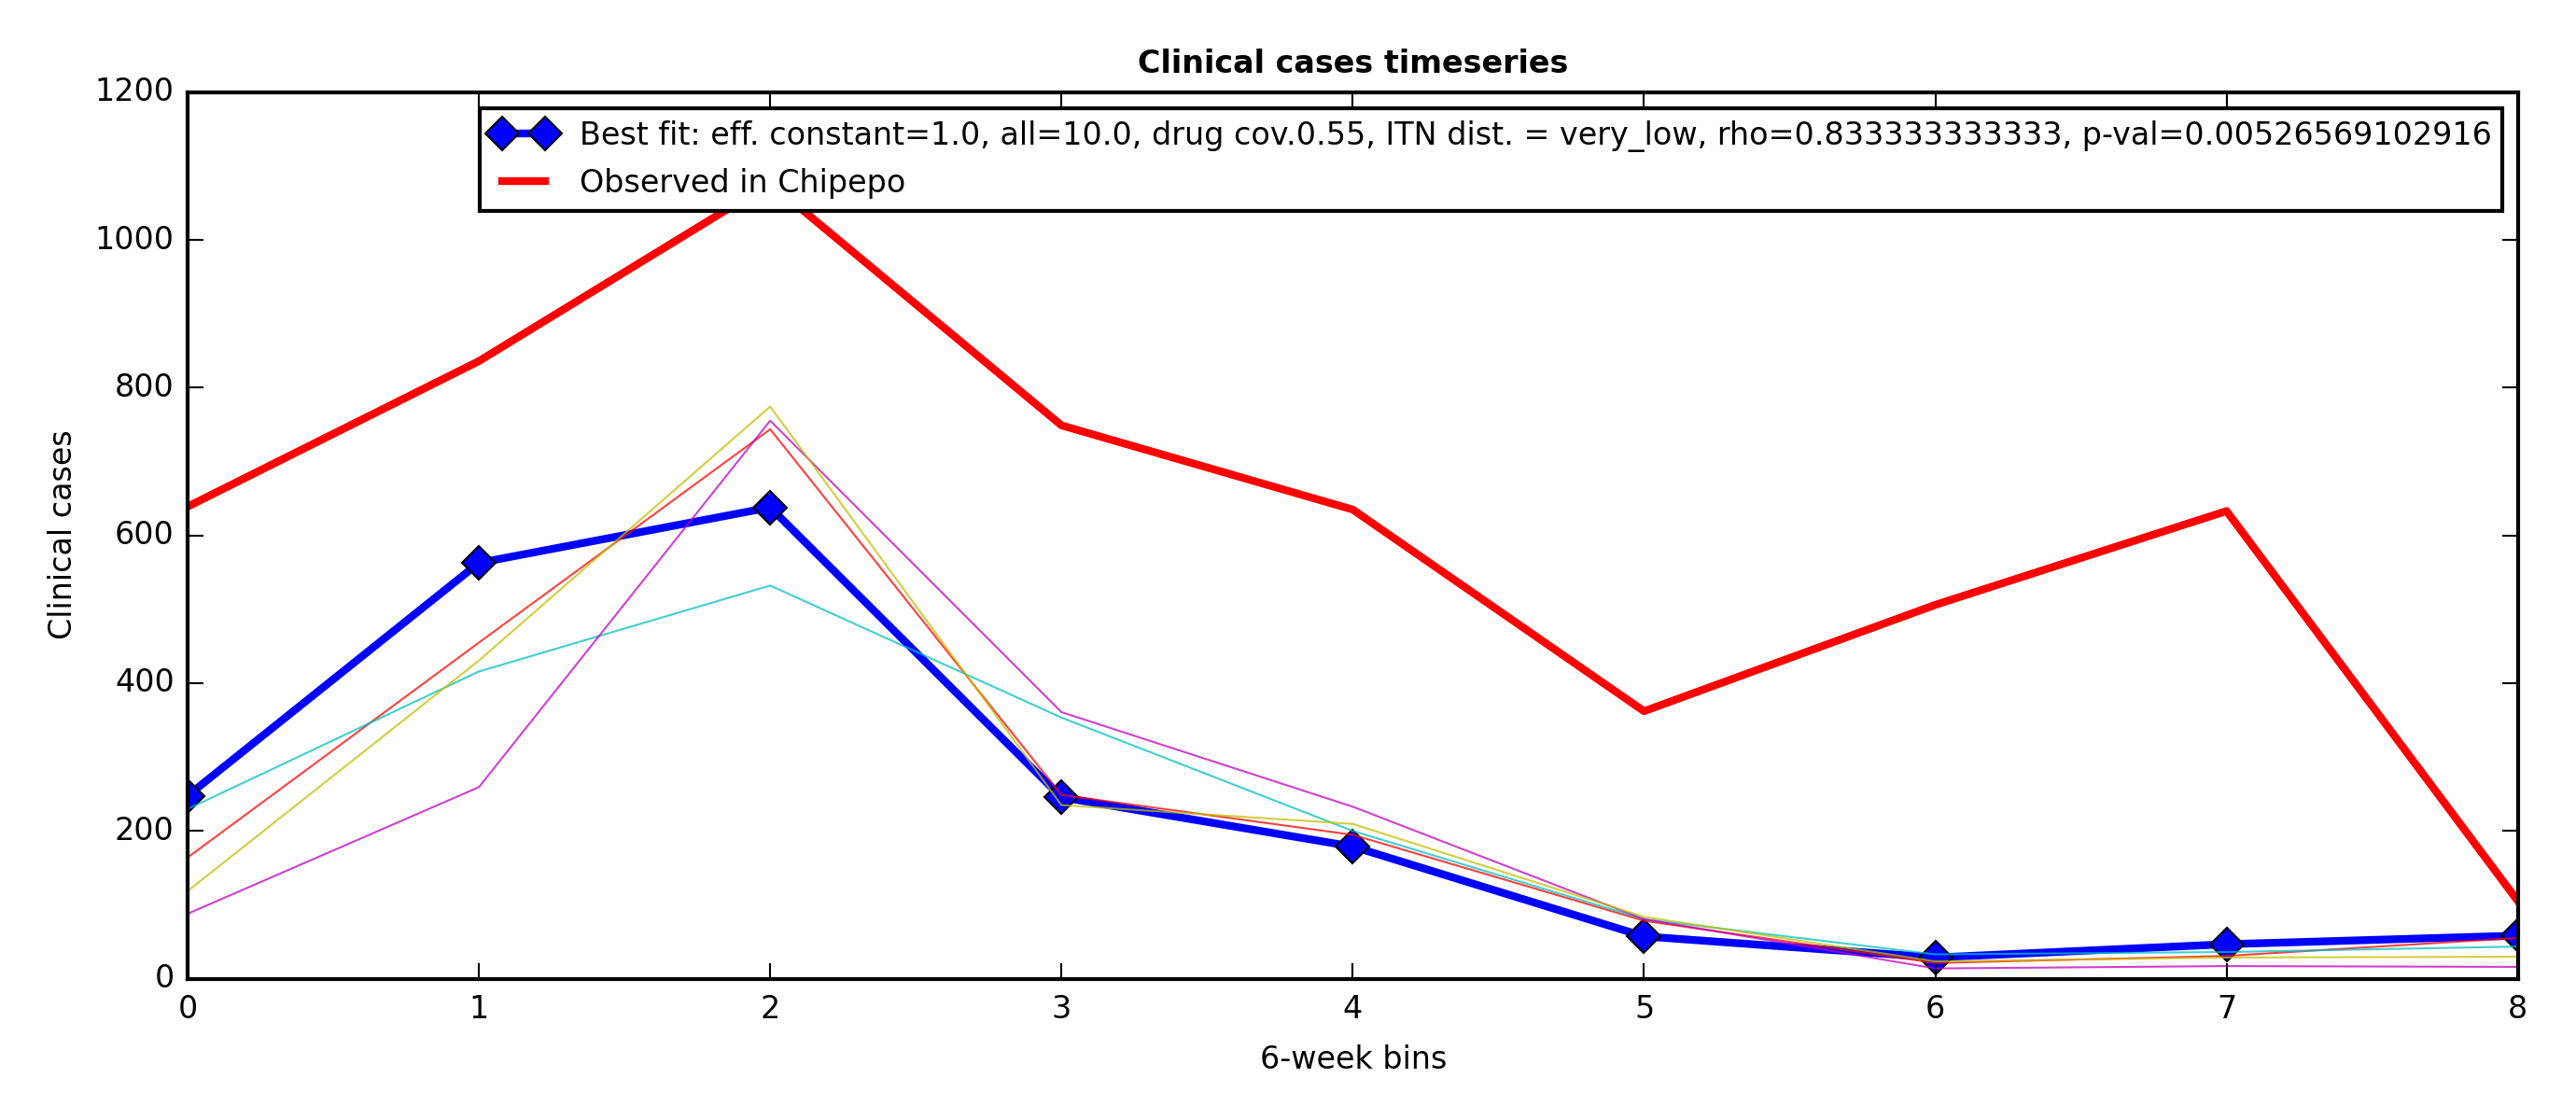 Clinical cases timeseries
1200
1000
800
600
400
200
0
Clinical cases
Best fit: eff. constant=1.0, all=10.0, drug cov.0.55, ITN dist. = very_low, rho=0.833333333333, p-val=0.00526569102916
Observed in Chipepo
0 1 2 3 4 5 6 7 8
6-week bins